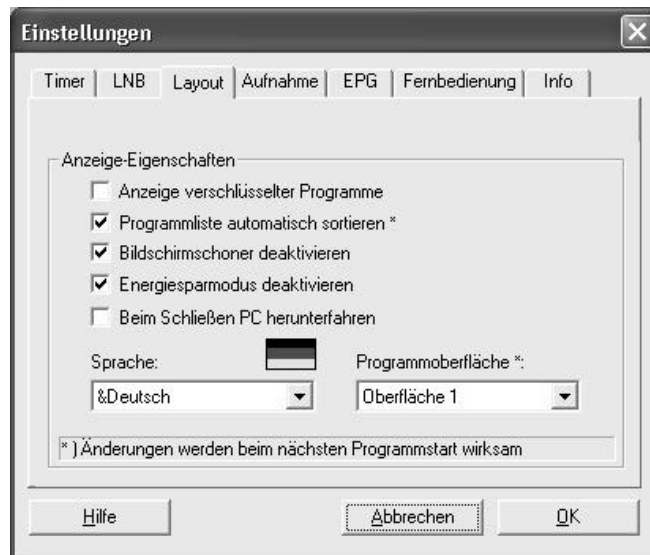 Einstellungen
Timer LNB Layout Aufnahme EPG Fernbedienung Info
Anzeige-Eigenschaften
Anzeige verschlüsselter Programme
Programmliste automatisch sortieren *
Bildschirmschoner deaktivieren
Energiesparmodus deaktivieren
Beim Schließen PC herunterfahren
Sprache: Programmoberfläche *:
&Deutsch Oberfläche 1
* ) Änderungen werden beim nächsten Programmstart wirksam
Hilfe Abbrechen OK